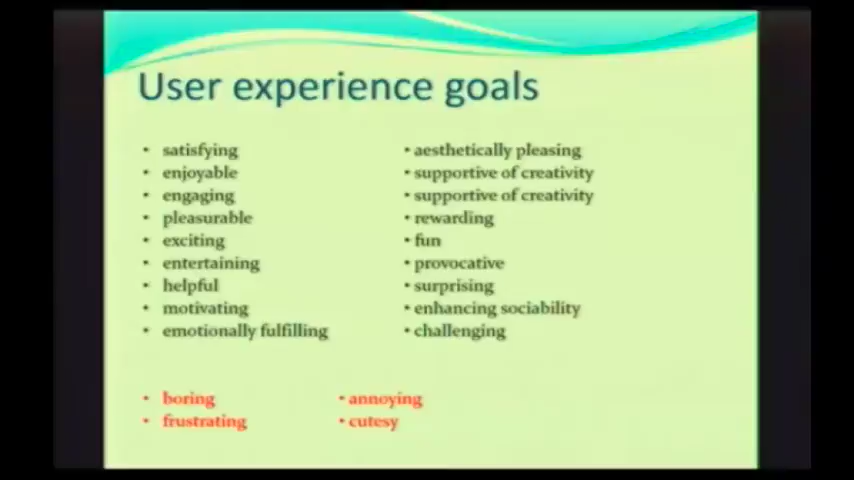 User experience goals
• satisfying
• enjoyable
• engaging
• pleasurable
• exciting
• entertaining
• helpful
• motivating
• emotionally fulfilling
• aesthetically pleasing
• supportive of creativity
• supportive of creativity
• rewarding
• fun
• provocative
• surprising
• enhancing sociability
• challenging
• boring
• frustrating
• annoying
• cutesy